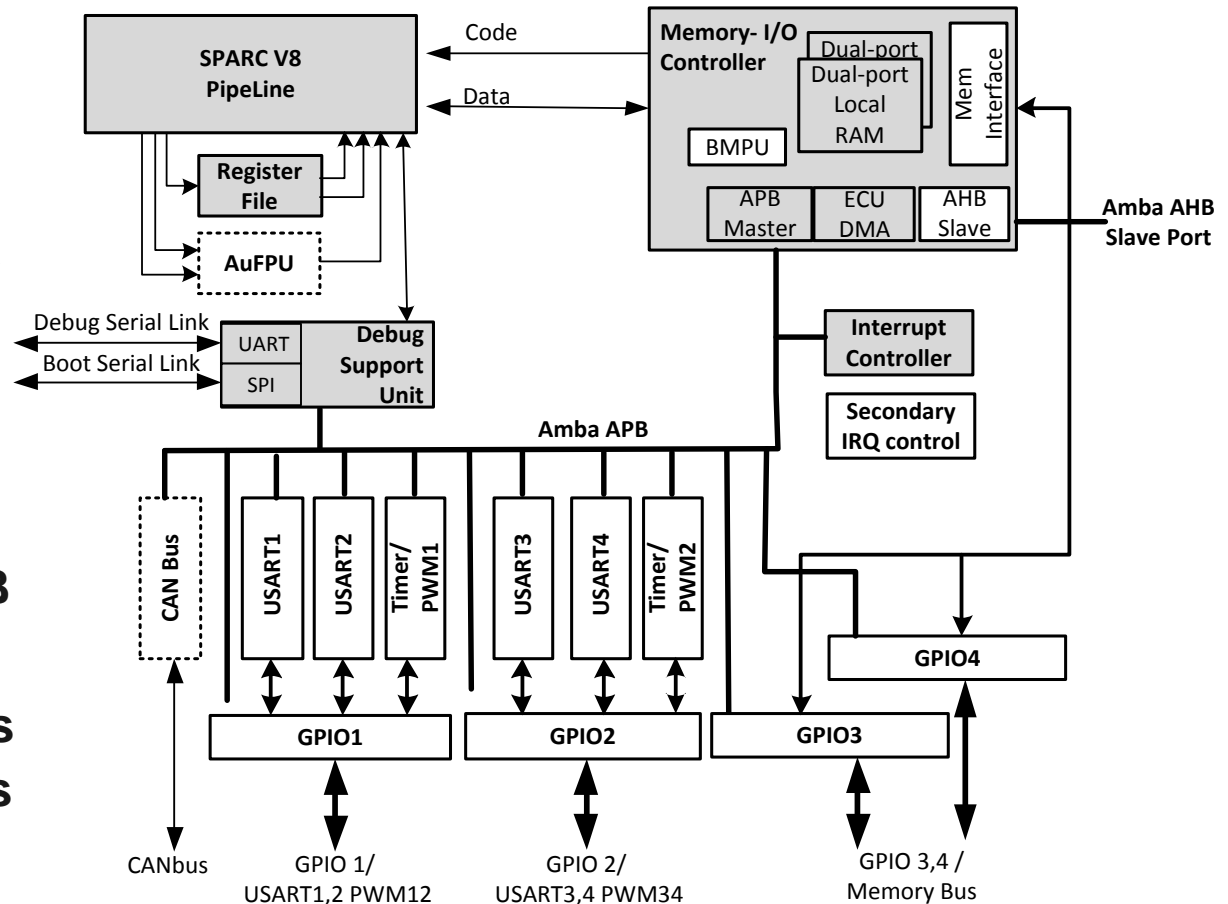 SPARC V8
PipeLine
Code
Data
Memory- I/O
Controller
Dual-port
Dual-port
Local
RAM
Mem
Interface
BMPU
APB
Master
ECU
DMA
AHB
Slave
Amba AHB
Slave Port
Register
File
AuFPU
Debug Serial Link
Boot Serial Link
UART
SPI
Debug
Support
Unit
Interrupt
Controller
Secondary
IRQ control
Amba APB
CAN Bus
USART1
USART2
Timer/
PWM1
USART3
USART4
Timer/
PWM2
GPIO4
GPIO1
GPIO2
GPIO3
CANbus
GPIO 1/
USART1,2 PWM12
GPIO 2/
USART3,4 PWM34
GPIO 3,4 /
Memory Bus
s
s